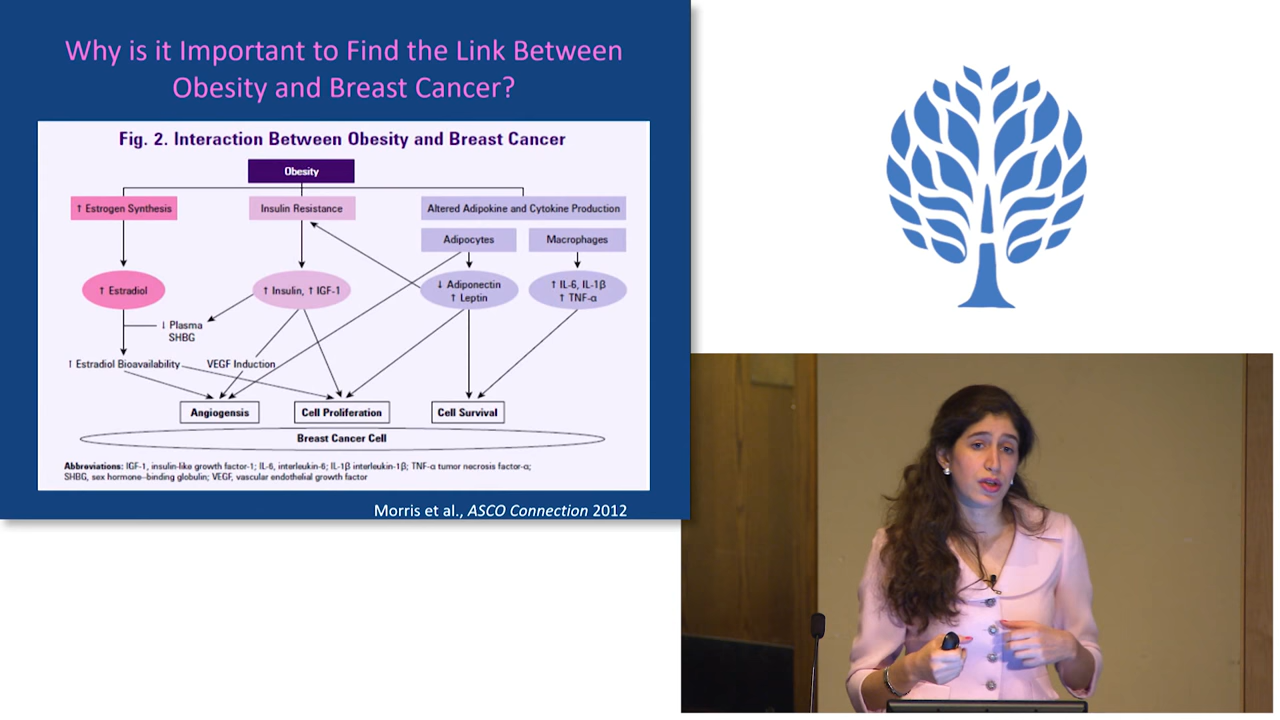 Why is it Important to Find the Link Between
Obesity and Breast Cancer?
Fig. 2. Interaction Between Obesity and Breast Cancer
Obesity
↑ Estrogen Synthesis
Insulin Resistance
Altered Adipokine and Cytokine Production
Adipocytes
Macrophages
↑ Estradiol
↑ Insulin, ↑ IGF-1
↓ Adiponectin
↑ Leptin
↑ IL-6, IL-1β
↑ TNF-α
↓ Plasma
SHBG
↑ Estradiol Bioavailability
VEGF Induction
Angiogensis
Cell Proliferation
Cell Survival
Breast Cancer Cell
Abbreviations: IGF-1, insulin-like growth factor-1; IL-6, interleukin-6; IL-1β interleukin-1β; TNF-α tumor necrosis factor-α;
SHBG, sex hormone–binding globulin; VEGF, vascular endothelial growth factor
Morris et al., ASCO Connection 2012